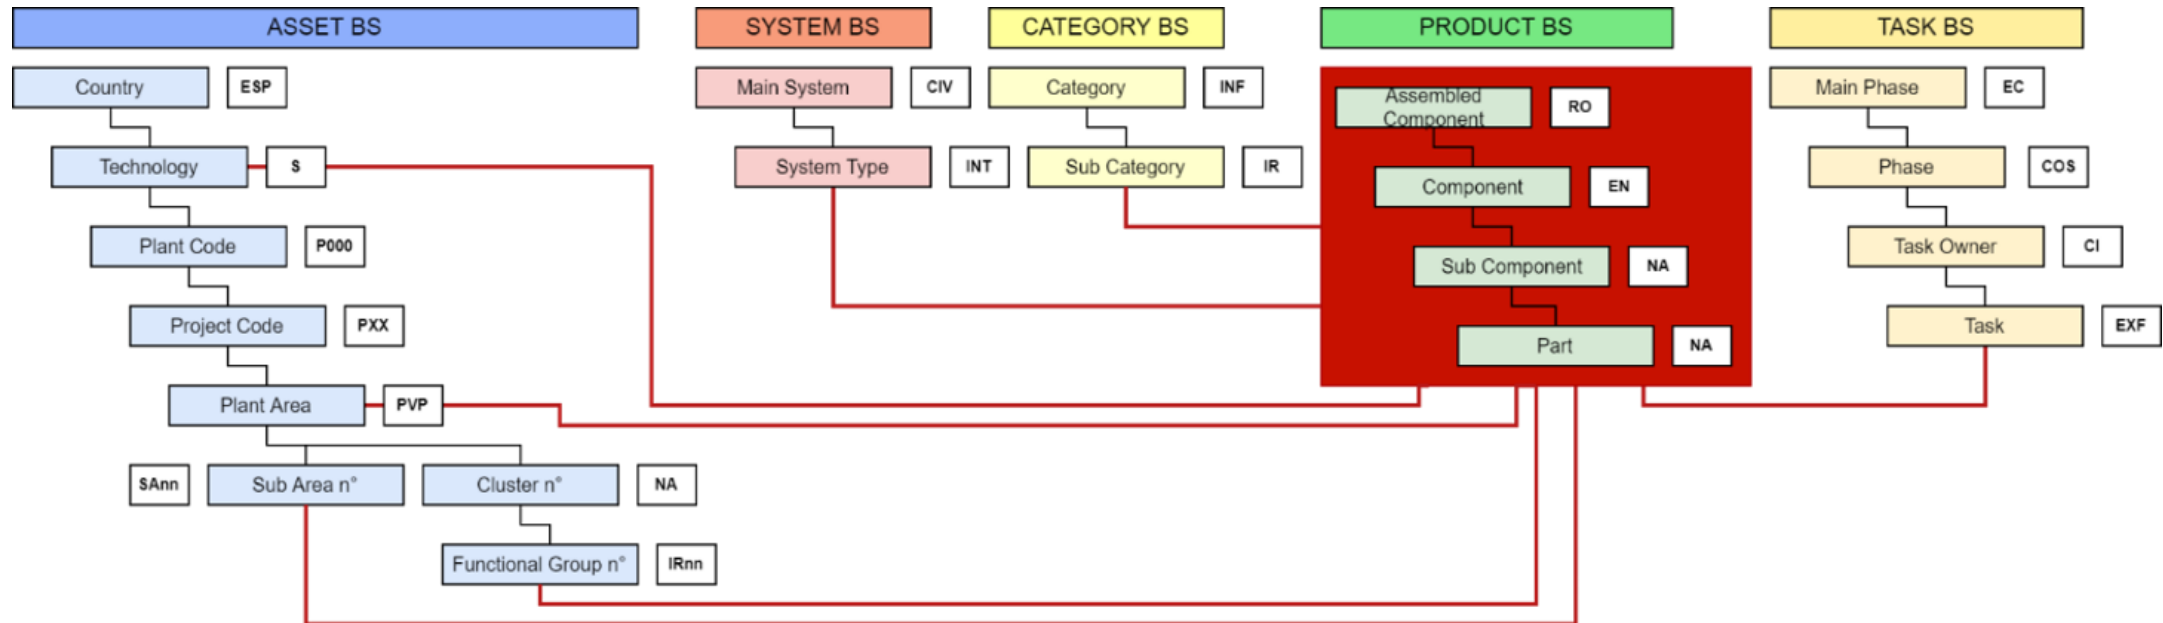 ASSET BS
SYSTEM BS
CATEGORY BS
PRODUCT BS
TASK BS
Country
ESP
Technology
S
Plant Code
P000
Project Code
PXX
Plant Area
PVP
SAnn
Sub Area n°
Cluster n°
NA
Functional Group n°
IRnn
Main System
CIV
System Type
INT
Category
INF
Sub Category
IR
Assembled
Component
RO
Component
EN
Sub Component
NA
Part
NA
Main Phase
EC
Phase
COS
Task Owner
CI
Task
EXF